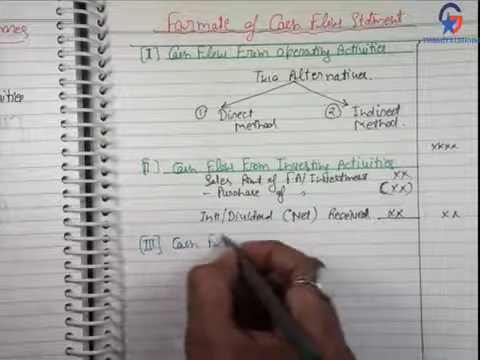 Formate of Cash Flow Statment
[I] Cash Flow From Operating Activities
Two Alternatives.
① Direct Method
② Indirect Method.
xxxx
[II] Cash Flow From Investing Activities
Sales Amt of F.A/Investment xx
- Purchase of " (xx)
Intt/Dividend (Net) Received xx xx
[III] Cash